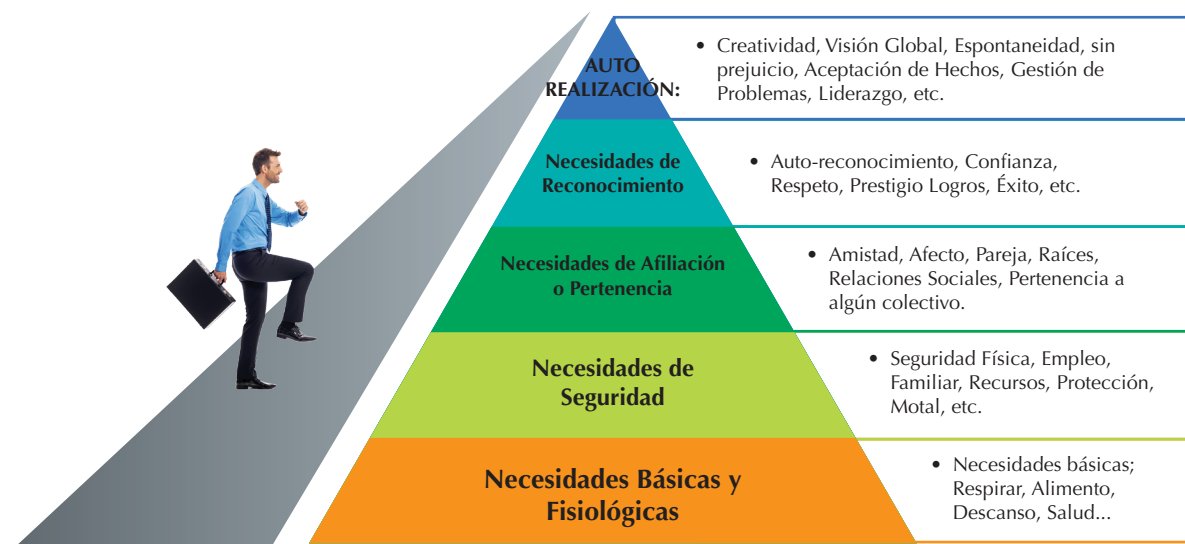 AUTO
REALIZACIÓN:
• Creatividad, Visión Global, Espontaneidad, sin
prejuicio, Aceptación de Hechos, Gestión de
Problemas, Liderazgo, etc.
Necesidades de
Reconocimiento
• Auto-reconocimiento, Confianza,
Respeto, Prestigio Logros, Éxito, etc.
Necesidades de Afiliación
o Pertenencia
• Amistad, Afecto, Pareja, Raíces,
Relaciones Sociales, Pertenencia a
algún colectivo.
Necesidades de
Seguridad
• Seguridad Física, Empleo,
Familiar, Recursos, Protección,
Motal, etc.
Necesidades Básicas y
Fisiológicas
• Necesidades básicas;
Respirar, Alimento,
Descanso, Salud...